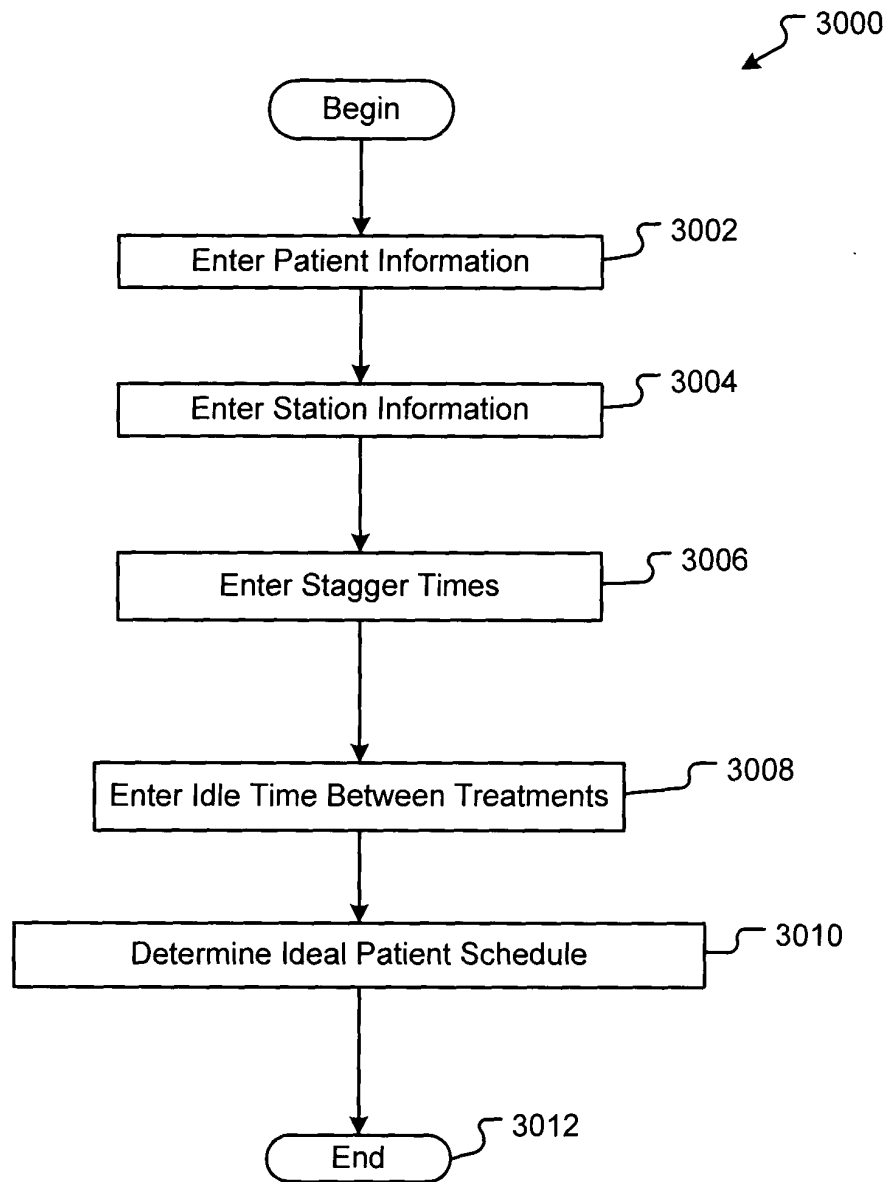 3000
Begin
3002
Enter Patient Information
3004
Enter Station Information
3006
Enter Stagger Times
3008
Enter Idle Time Between Treatments
3010
Determine Ideal Patient Schedule
3012
End